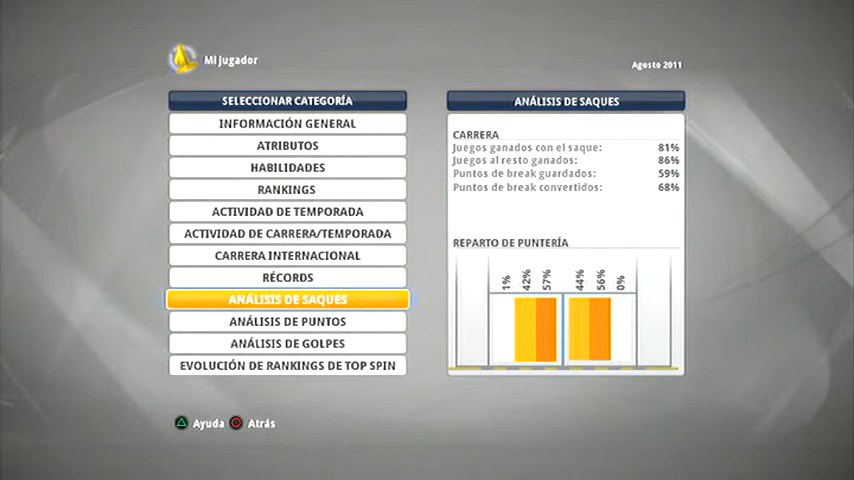 Mi jugador
Agosto 2011
SELECCIONAR CATEGORÍA
INFORMACIÓN GENERAL
ATRIBUTOS
HABILIDADES
RANKINGS
ACTIVIDAD DE TEMPORADA
ACTIVIDAD DE CARRERA/TEMPORADA
CARRERA INTERNACIONAL
RÉCORDS
ANÁLISIS DE SAQUES
ANÁLISIS DE PUNTOS
ANÁLISIS DE GOLPES
EVOLUCIÓN DE RANKINGS DE TOP SPIN
ANÁLISIS DE SAQUES
CARRERA
Juegos ganados con el saque: 81%
Juegos al resto ganados: 86%
Puntos de break guardados: 59%
Puntos de break convertidos: 68%
REPARTO DE PUNTERÍA
1% 42% 57% 44% 56% 0%
Ayuda Atrás